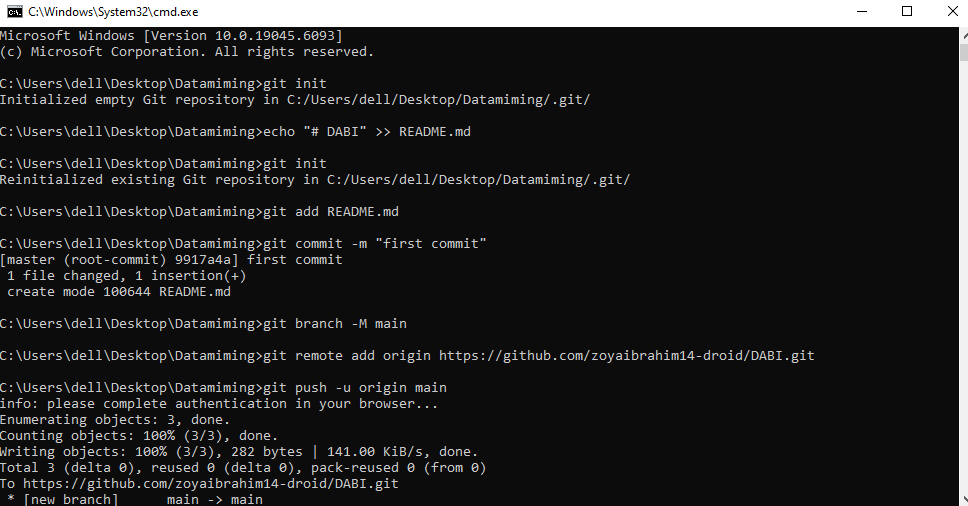 C:\Windows\System32\cmd.exe
Microsoft Windows [Version 10.0.19045.6093]
(c) Microsoft Corporation. All rights reserved.
C:\Users\dell\Desktop\Datamiming>git init
Initialized empty Git repository in C:/Users/dell/Desktop/Datamiming/.git/
C:\Users\dell\Desktop\Datamiming>echo "# DABI" >> README.md
C:\Users\dell\Desktop\Datamiming>git init
Reinitialized existing Git repository in C:/Users/dell/Desktop/Datamiming/.git/
C:\Users\dell\Desktop\Datamiming>git add README.md
C:\Users\dell\Desktop\Datamiming>git commit -m "first commit"
[master (root-commit) 9917a4a] first commit
 1 file changed, 1 insertion(+)
 create mode 100644 README.md
C:\Users\dell\Desktop\Datamiming>git branch -M main
C:\Users\dell\Desktop\Datamiming>git remote add origin https://github.com/zoyaibrahim14-droid/DABI.git
C:\Users\dell\Desktop\Datamiming>git push -u origin main
info: please complete authentication in your browser...
Enumerating objects: 3, done.
Counting objects: 100% (3/3), done.
Writing objects: 100% (3/3), 282 bytes | 141.00 KiB/s, done.
Total 3 (delta 0), reused 0 (delta 0), pack-reused 0 (from 0)
To https://github.com/zoyaibrahim14-droid/DABI.git
 * [new branch]      main -> main